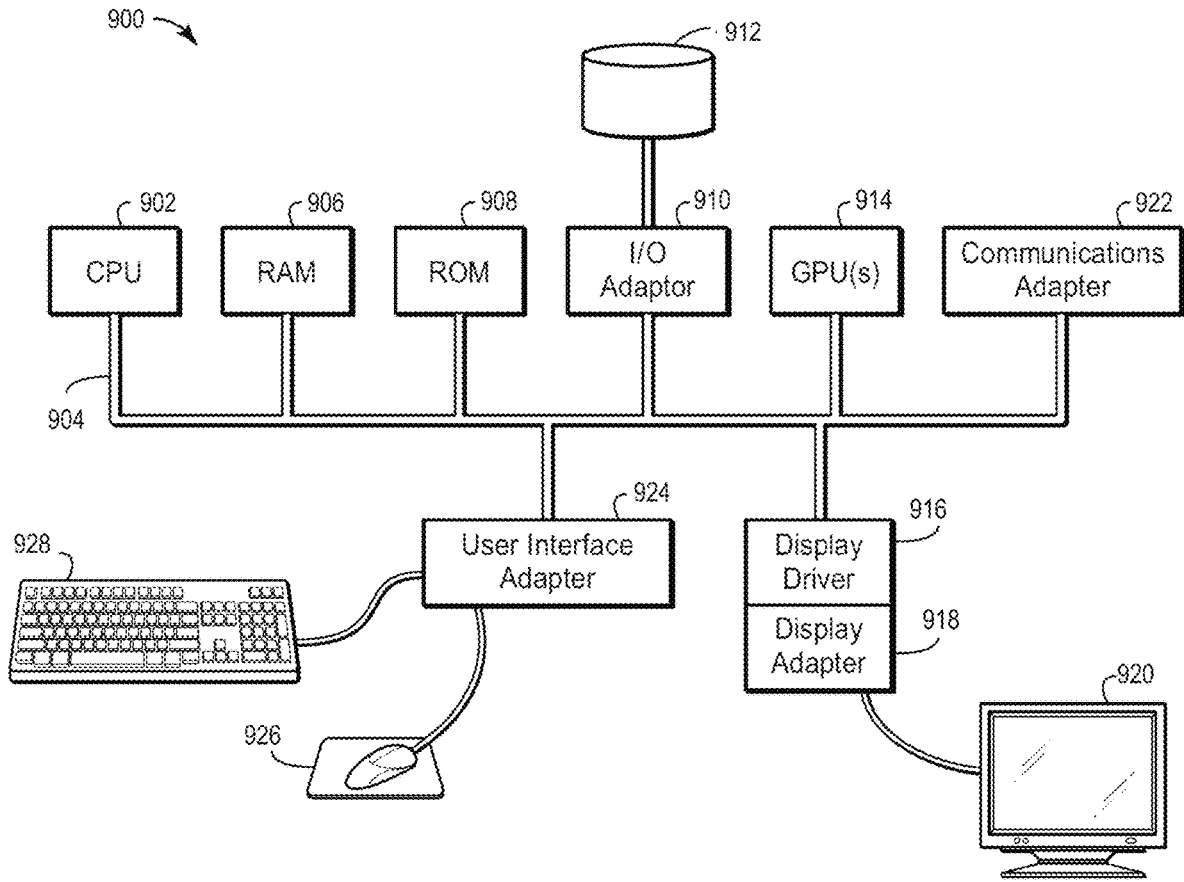 900
912
902
906
908
910
914
922
CPU
RAM
ROM
I/O
Adaptor
GPU(s)
Communications
Adapter
904
924
916
User Interface
Adapter
Display
Driver
928
918
Display
Adapter
920
926